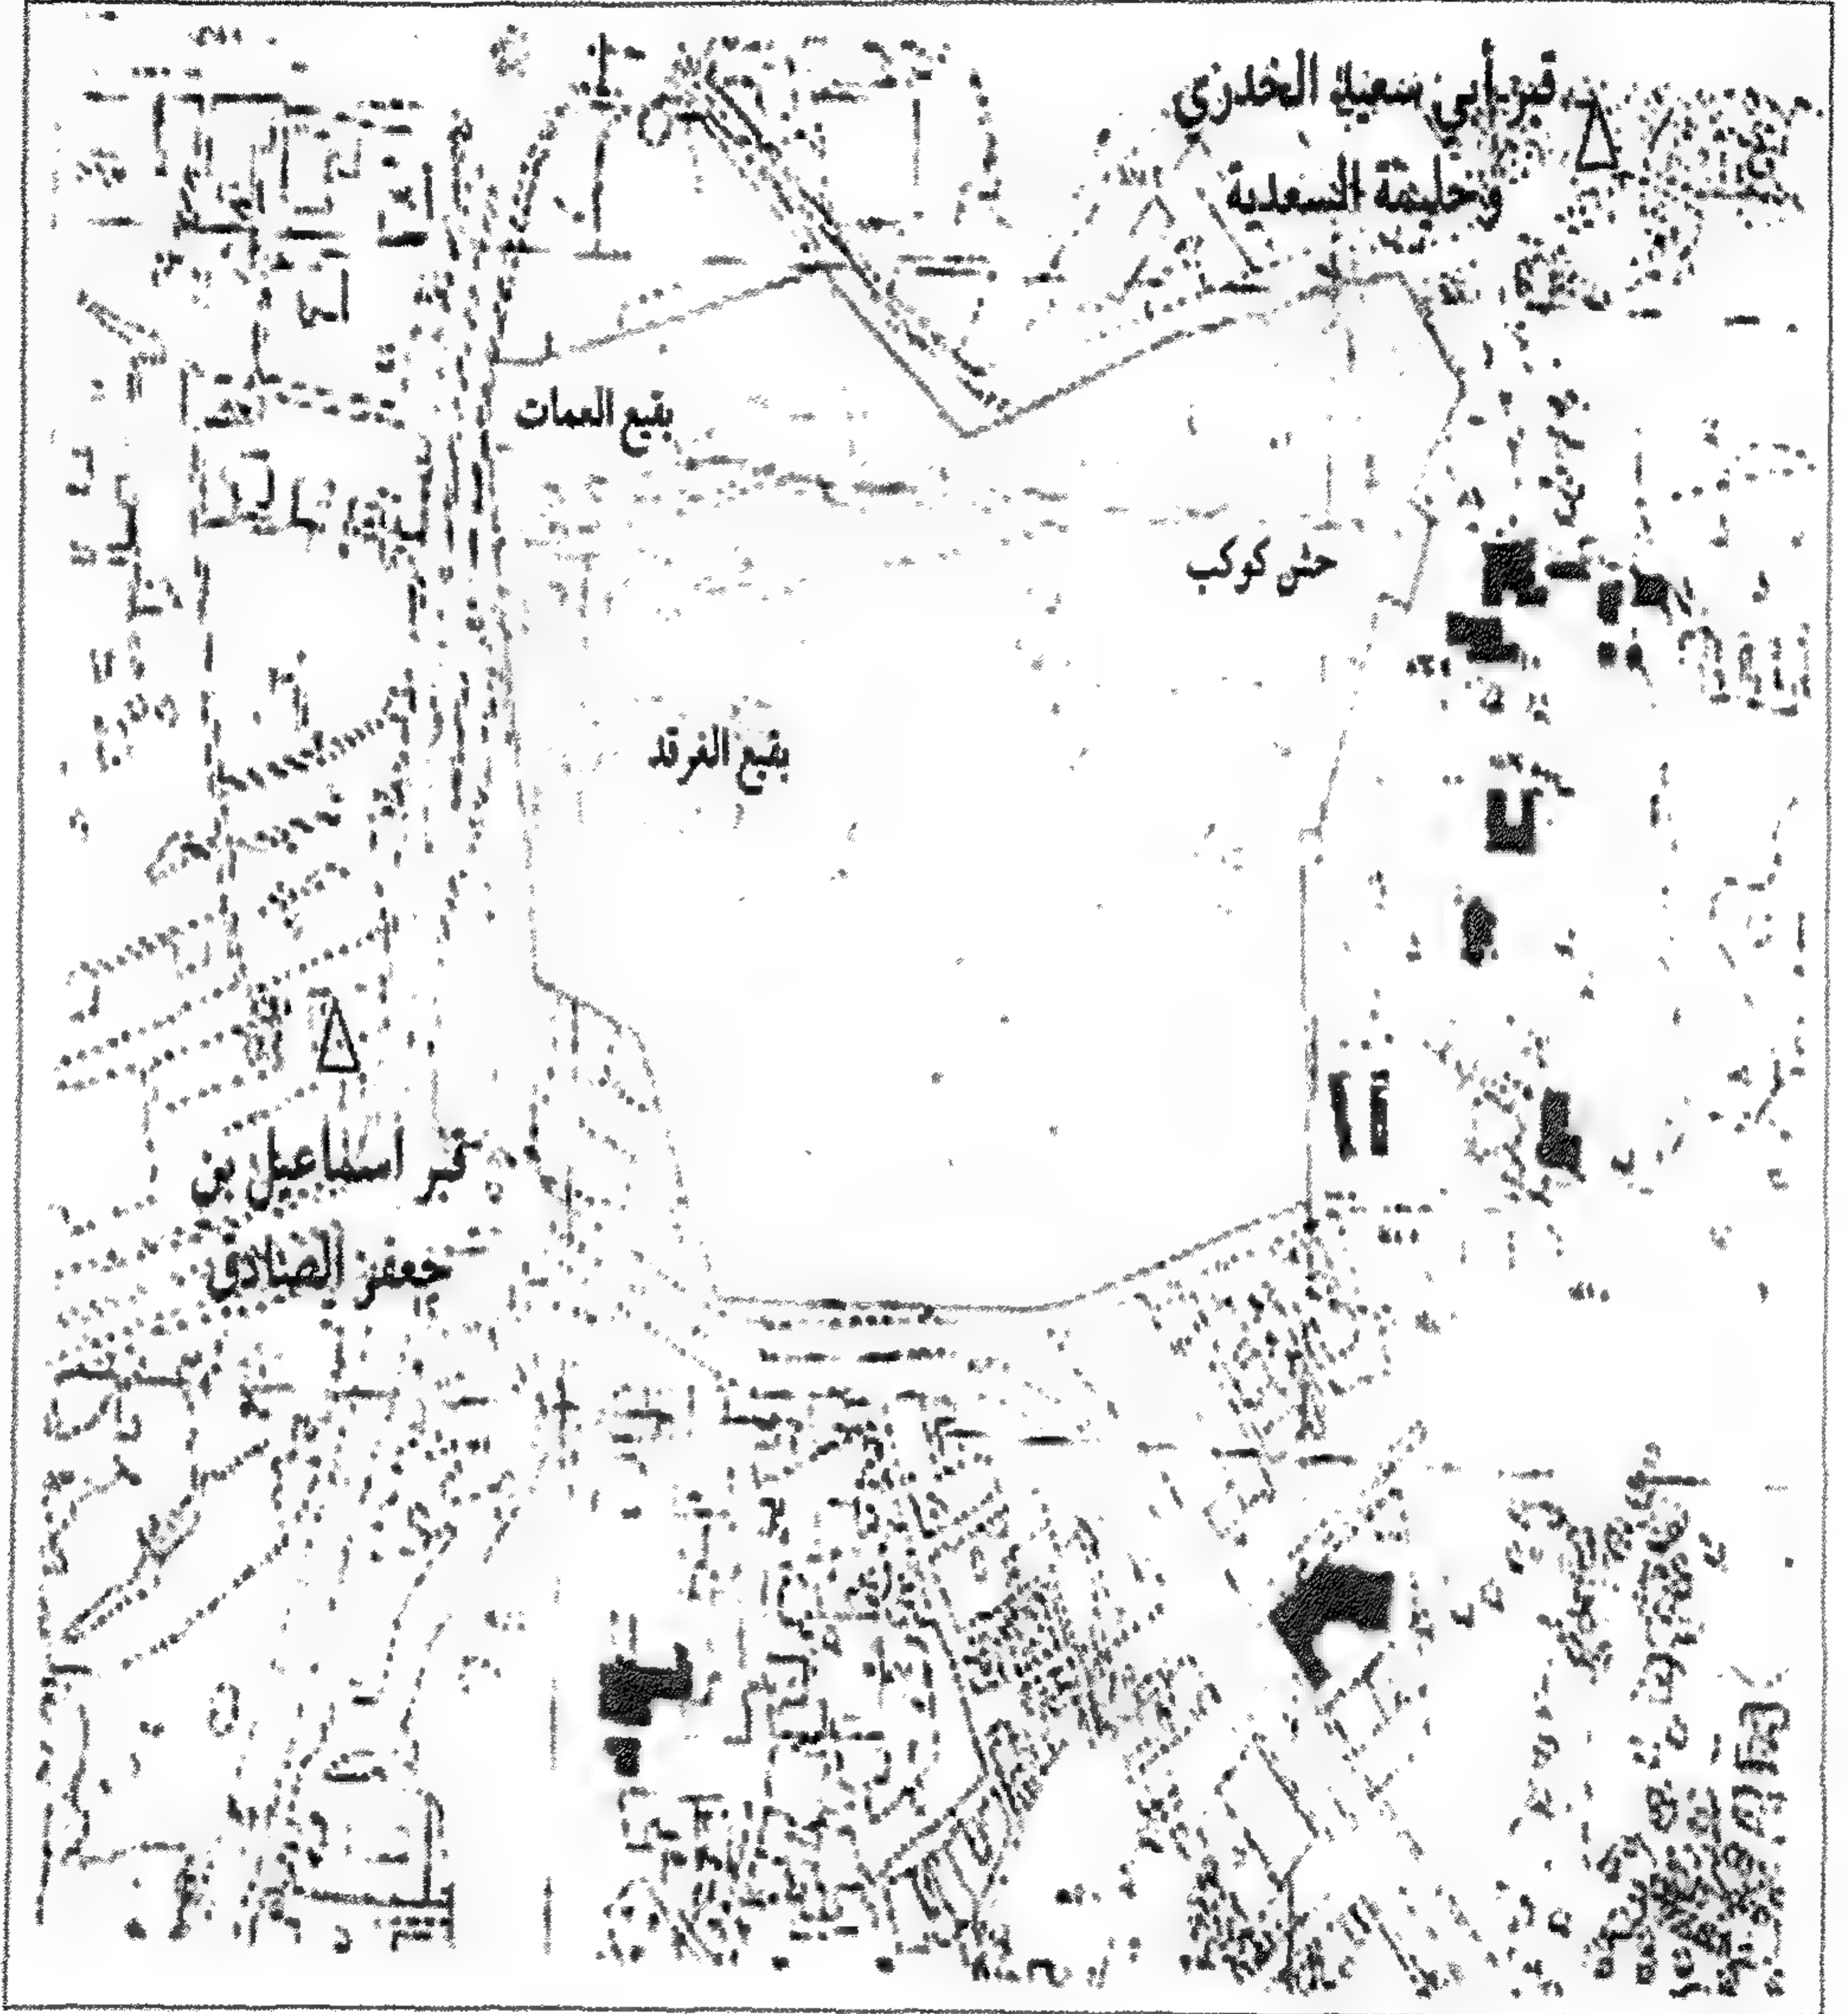 قبر أبي سعيد الخدري
وحليمة السعدية
بقيع العمات
حش كوكب
بقيع الغرقد
قبر اسماعيل بن
جعفر الصادق